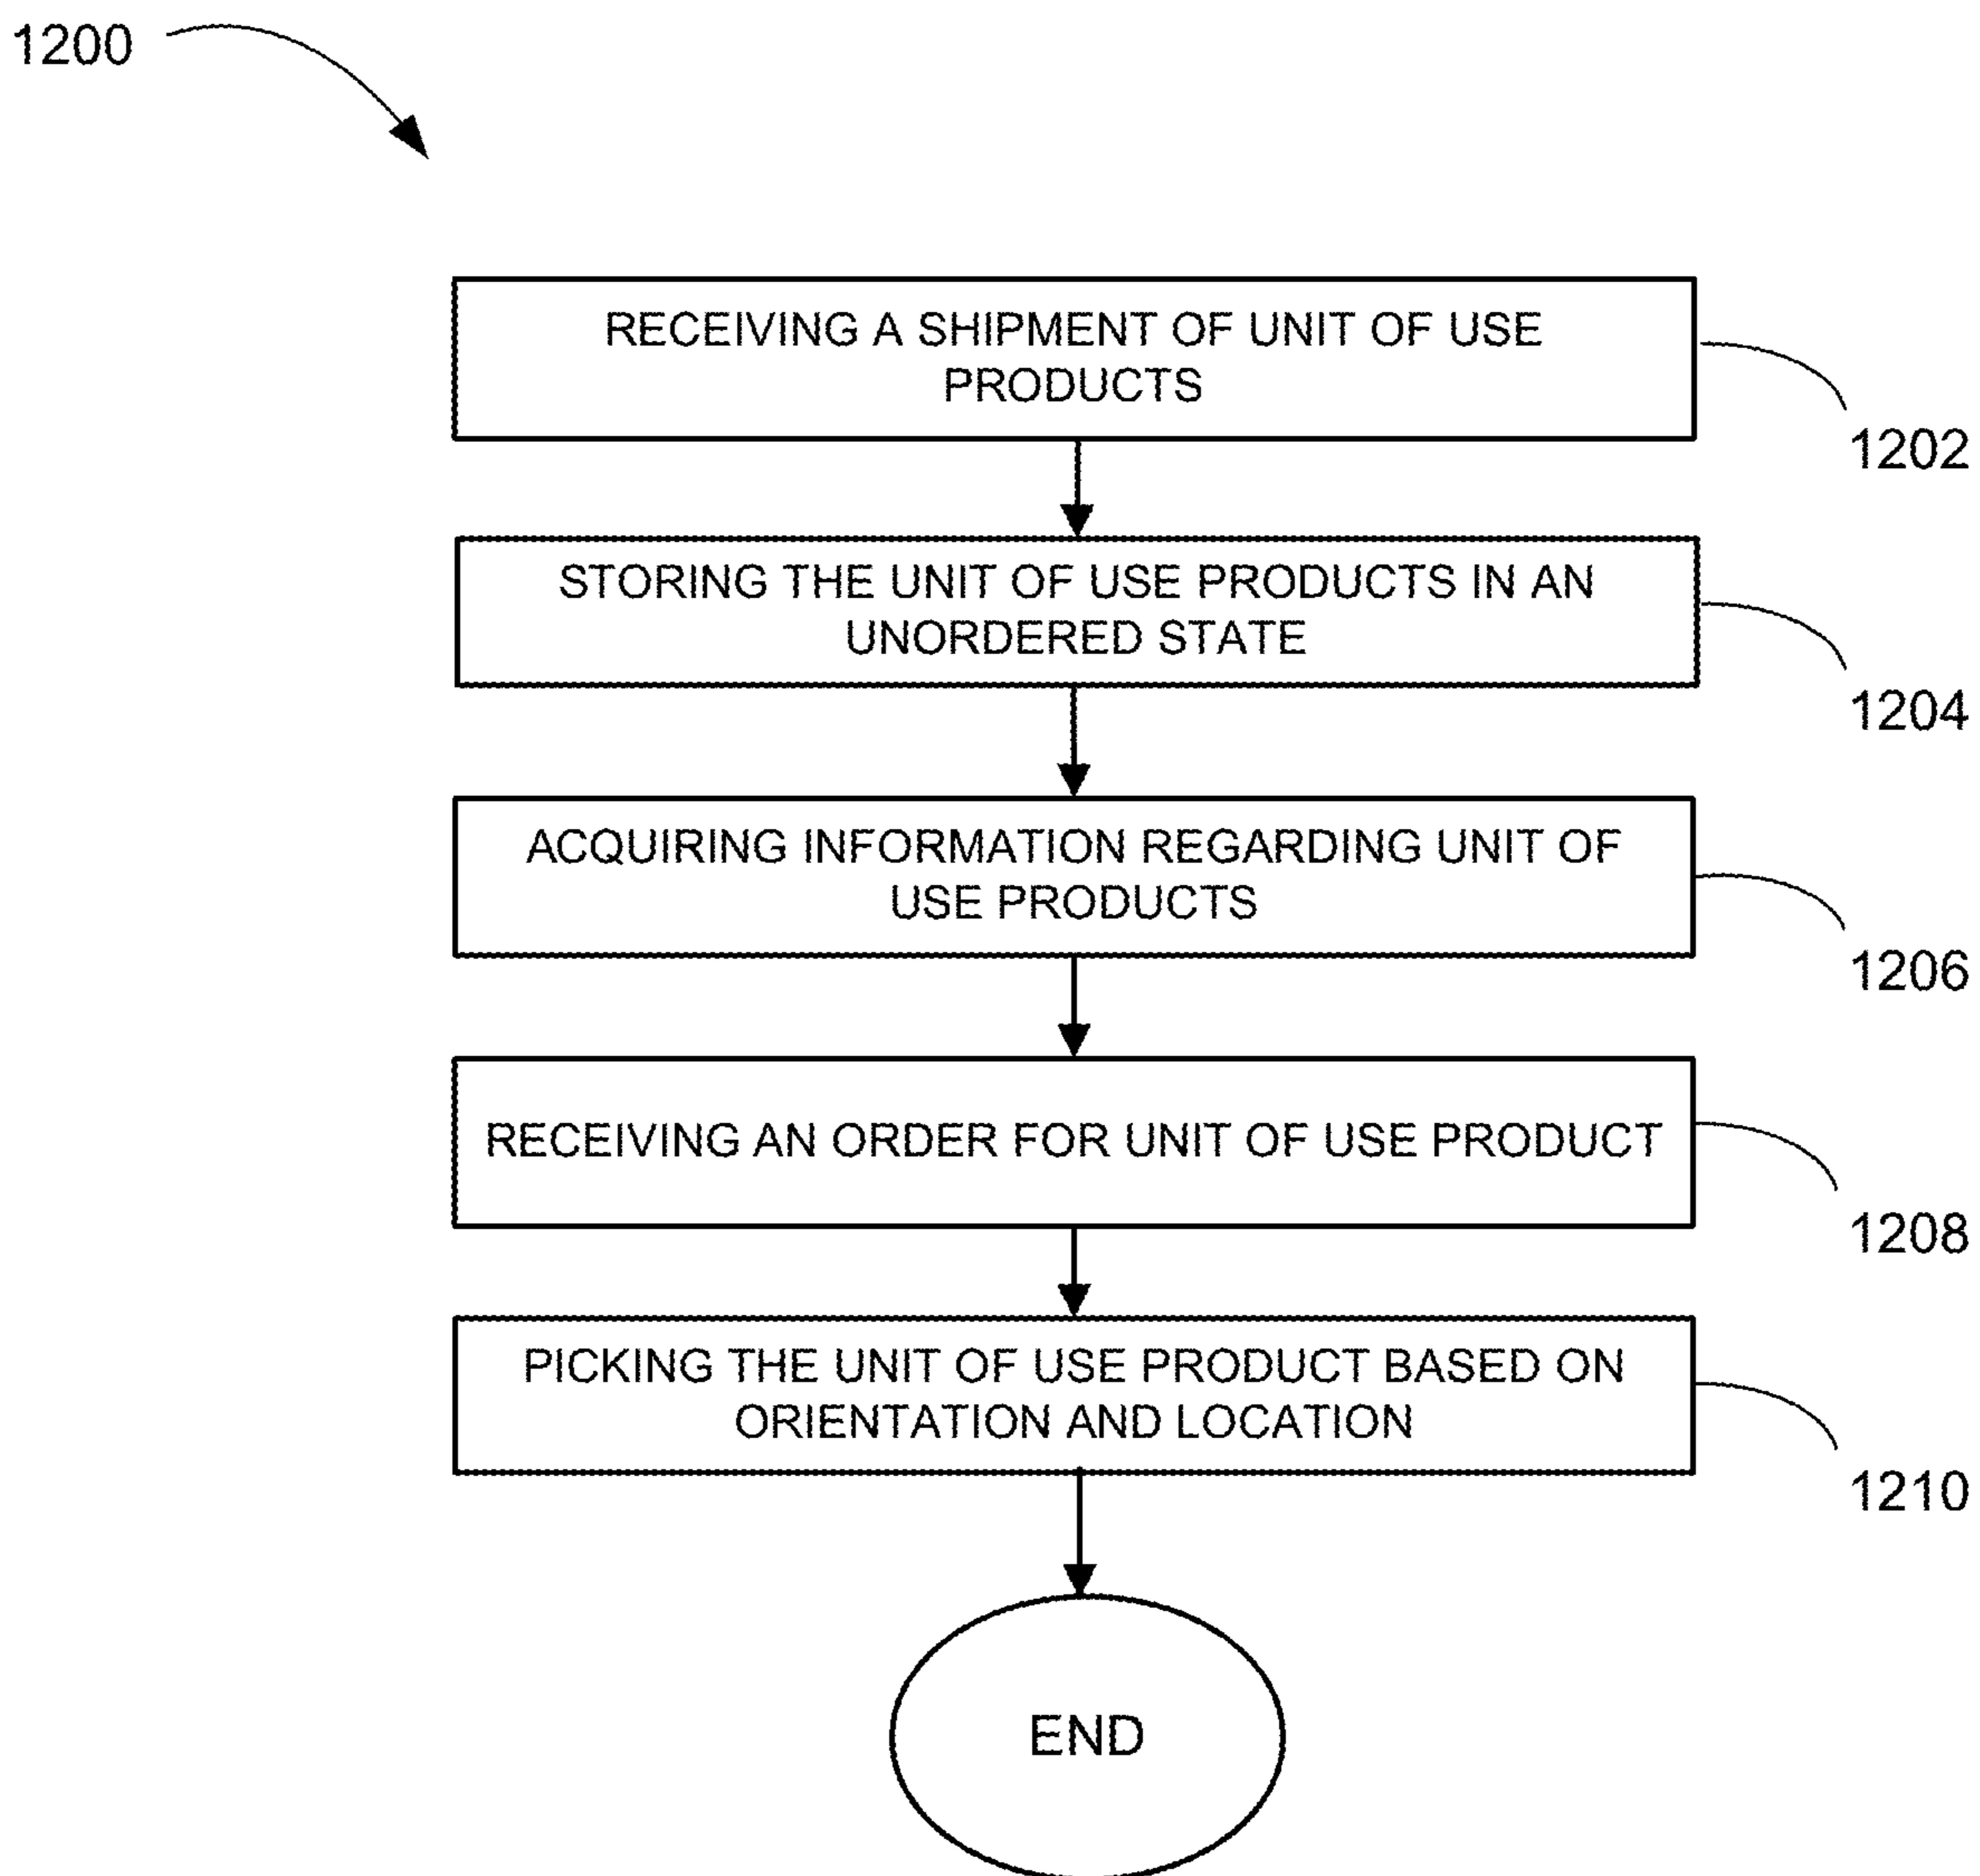 1200
RECEIVING A SHIPMENT OF UNIT OF USE
PRODUCTS
1202
STORING THE UNIT OF USE PRODUCTS IN AN
UNORDERED STATE
1204
ACQUIRING INFORMATION REGARDING UNIT OF
USE PRODUCTS
1206
RECEIVING AN ORDER FOR UNIT OF USE PRODUCT
1208
PICKING THE UNIT OF USE PRODUCT BASED ON
ORIENTATION AND LOCATION
1210
END